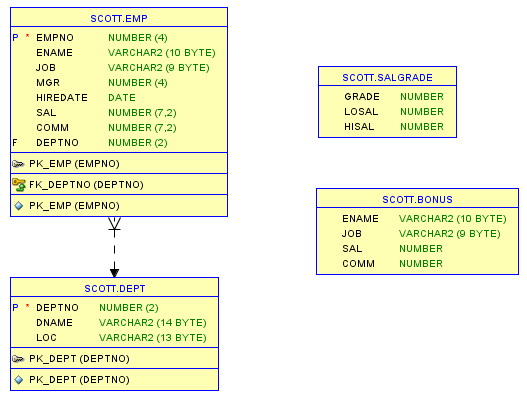 SCOTT.EMP
P * EMPNO NUMBER (4)
ENAME VARCHAR2 (10 BYTE)
JOB VARCHAR2 (9 BYTE)
MGR NUMBER (4)
HIREDATE DATE
SAL NUMBER (7,2)
COMM NUMBER (7,2)
F DEPTNO NUMBER (2)
PK_EMP (EMPNO)
FK_DEPTNO (DEPTNO)
PK_EMP (EMPNO)
SCOTT.DEPT
P * DEPTNO NUMBER (2)
DNAME VARCHAR2 (14 BYTE)
LOC VARCHAR2 (13 BYTE)
PK_DEPT (DEPTNO)
PK_DEPT (DEPTNO)
SCOTT.SALGRADE
GRADE NUMBER
LOSAL NUMBER
HISAL NUMBER
SCOTT.BONUS
ENAME VARCHAR2 (10 BYTE)
JOB VARCHAR2 (9 BYTE)
SAL NUMBER
COMM NUMBER